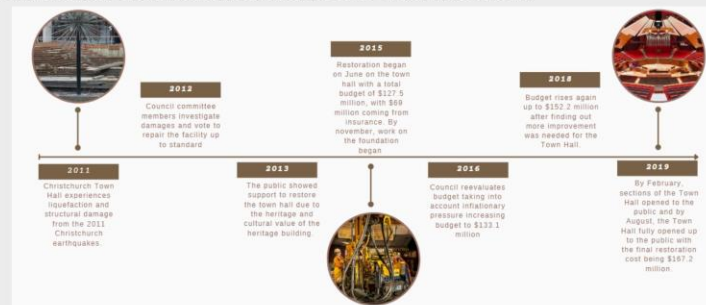 2011
Christchurch Town
Hall experiences
liquefaction and
structural damage
from the 2011
Christchurch
earthquakes.
2012
Council committee
members investigate
damages and vote to
repair the facility up
to standard
2013
The public showed
support to restore
the town hall due to
the heritage and
cultural value of the
heritage building.
2015
Restoration began
on June on the town
hall with a total
budget of $127.5
million, with $69
million coming from
insurance. By
november, work on
the foundation
began
2016
Council reevaluates
budget taking into
account inflationary
pressure increasing
budget to $133.1
million
2018
Budget rises again
up to $152.2 million
after finding out
more improvement
was needed for the
Town Hall.
2019
By February,
sections of the Town
Hall opened to the
public and by
August, the Town
Hall fully opened up
to the public with
the final restoration
cost being $167.2
million.